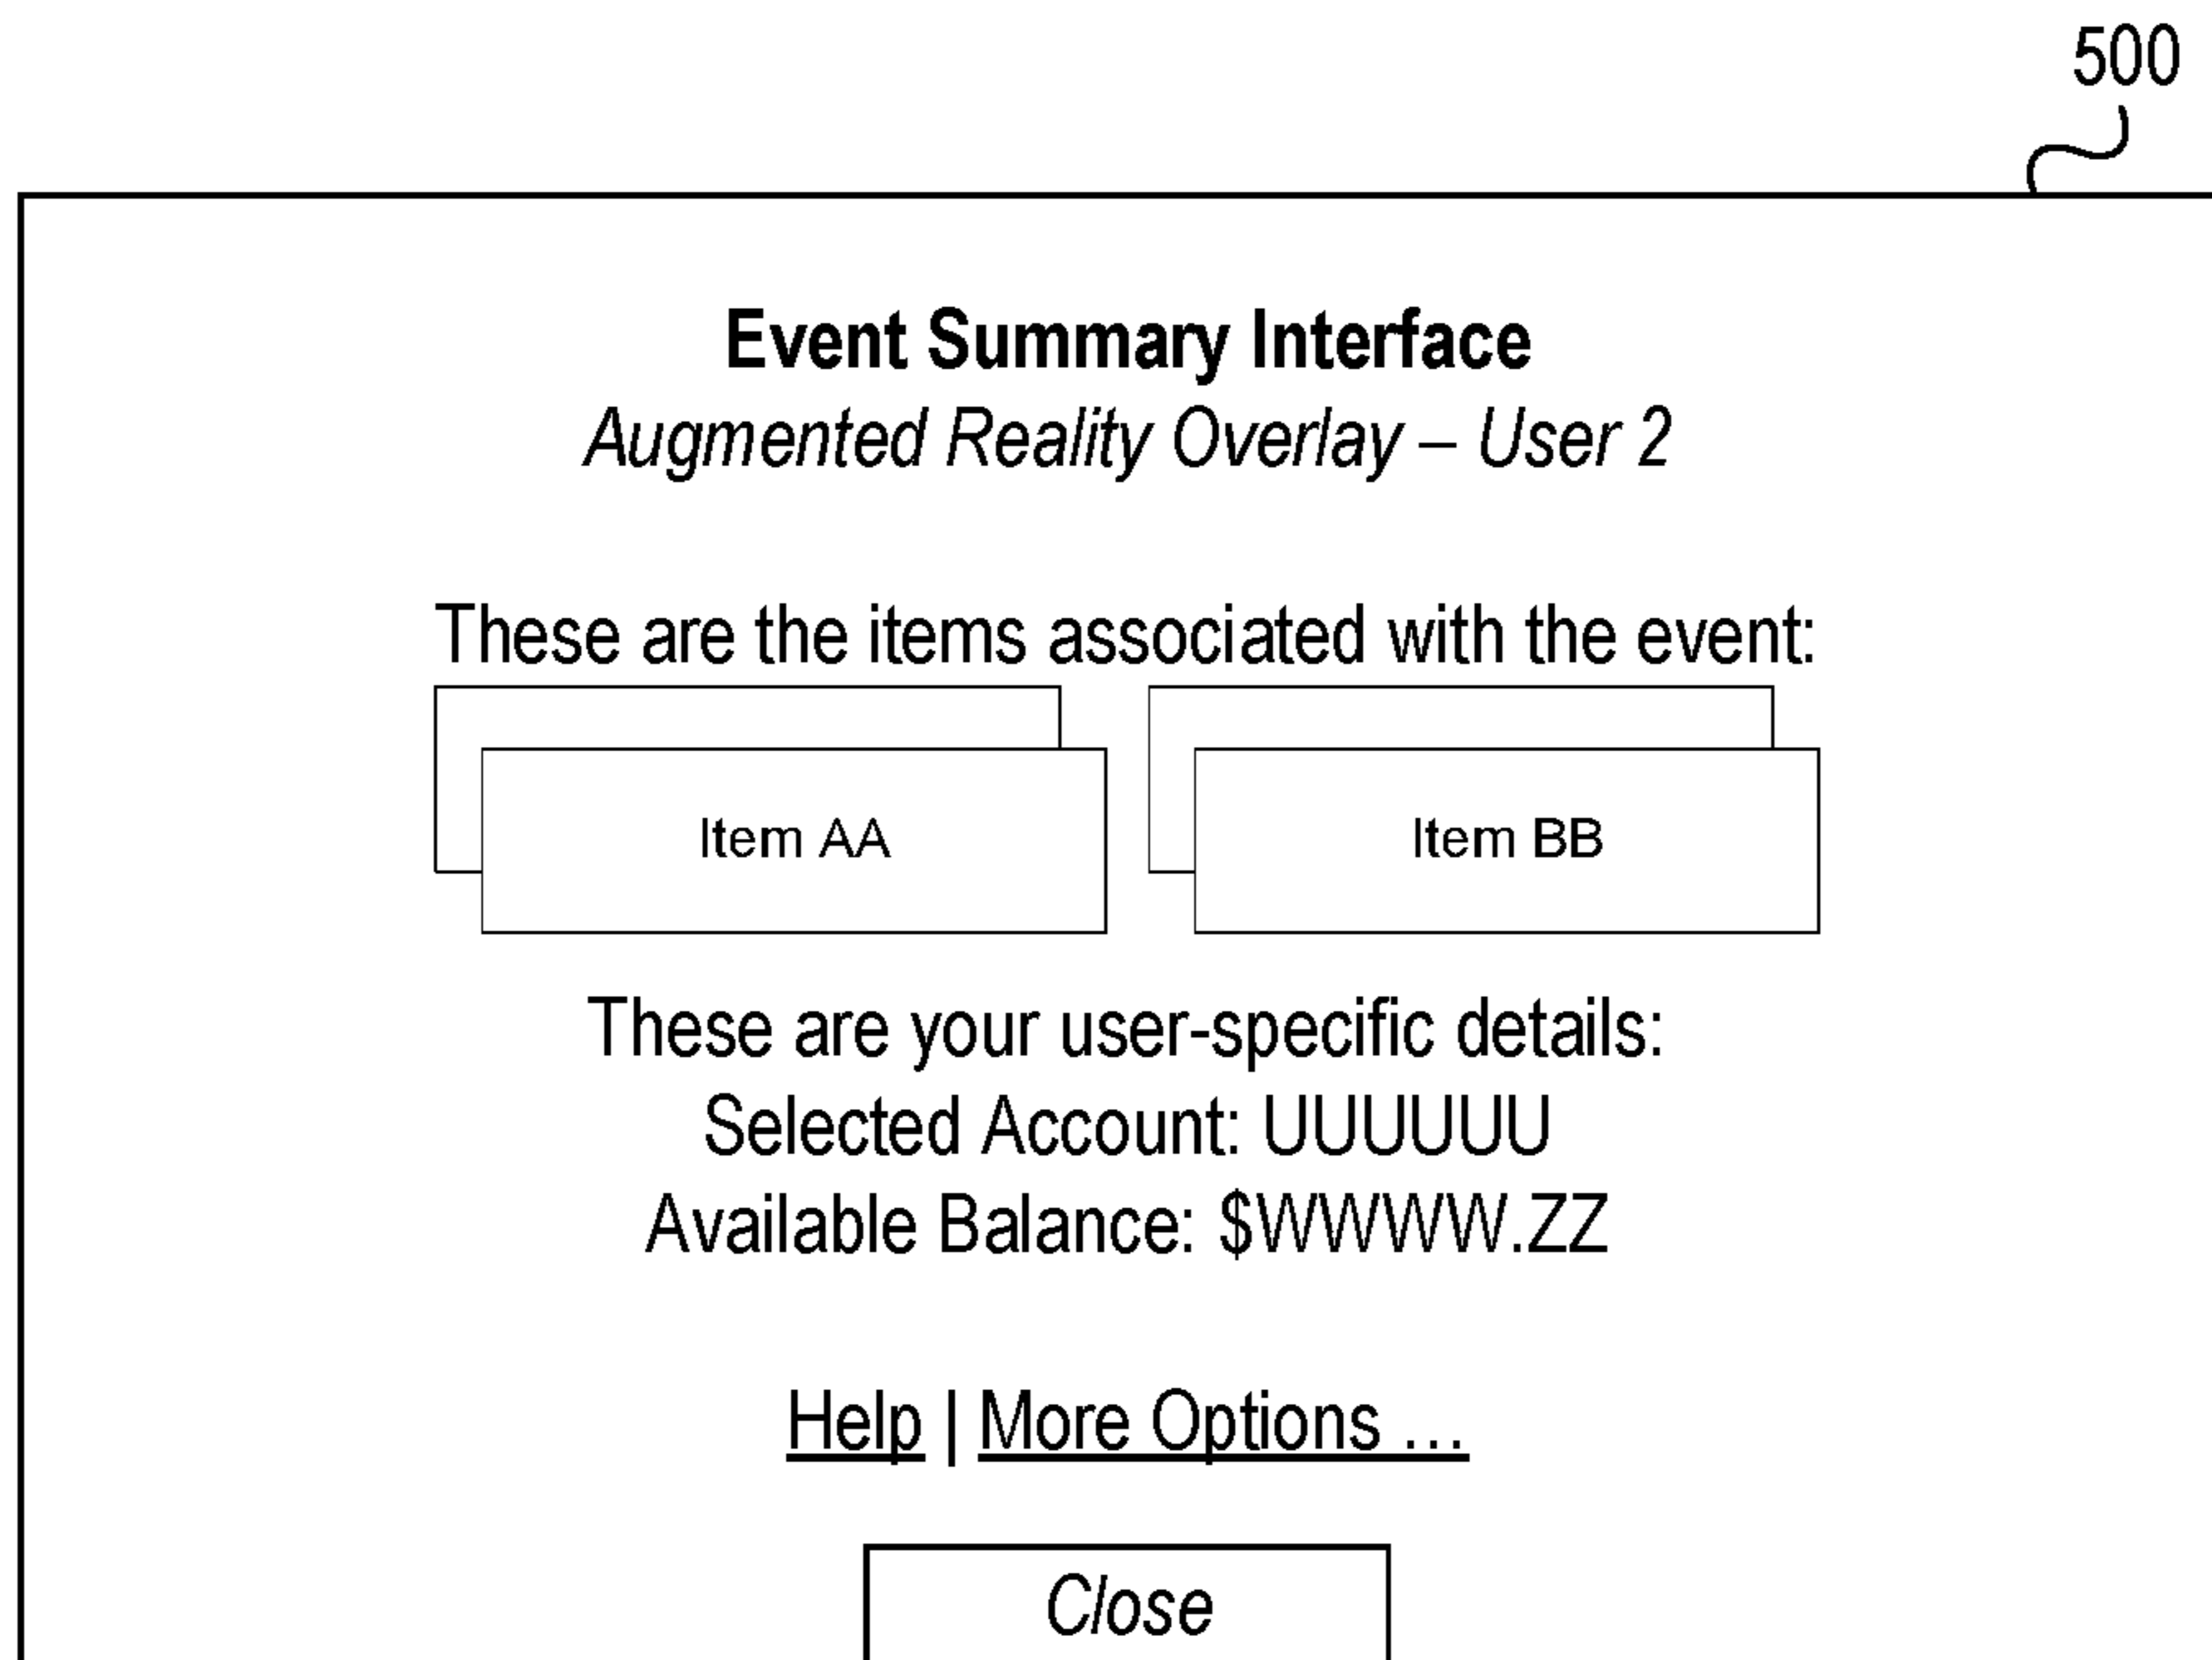 500
Event Summary Interface
Augmented Reality Overlay – User 2
These are the items associated with the event:
Item AA
Item BB
These are your user-specific details:
Selected Account: UUUUUU
Available Balance: $WWWW.ZZ
Help | More Options ...
Close